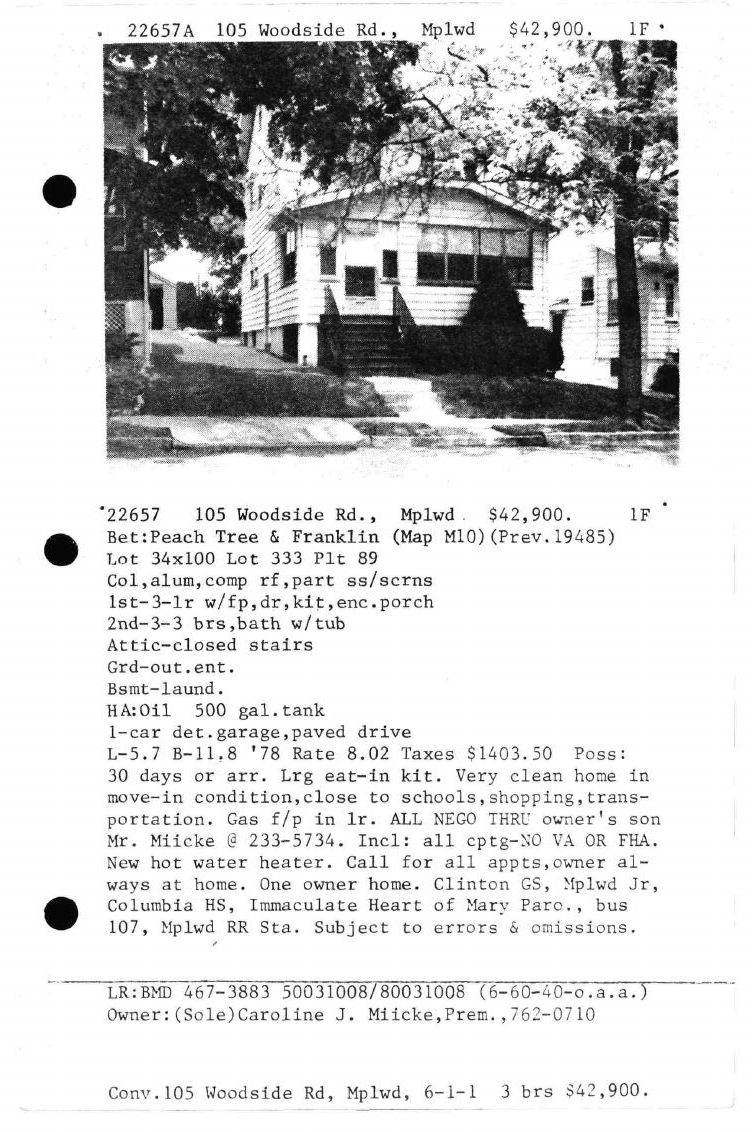 22657A 105 Woodside Rd., Mplwd $42,900. 1F
22657 105 Woodside Rd., Mplwd. $42,900. 1F
Bet:Peach Tree & Franklin (Map M10)(Prev.19485)
Lot 34x100 Lot 333 Plt 89
Col,alum,comp rf,part ss/scrns
1st-3-lr w/fp,dr,kit,enc.porch
2nd-3-3 brs,bath w/tub
Attic-closed stairs
Grd-out.ent.
Bsmt-laund.
HA:Oil 500 gal.tank
1-car det.garage,paved drive
L-5.7 B-11.8 '78 Rate 8.02 Taxes $1403.50 Poss:
30 days or arr. Lrg eat-in kit. Very clean home in
move-in condition,close to schools,shopping,trans-
portation. Gas f/p in lr. ALL NEGO THRU owner's son
Mr. Miicke @ 233-5734. Incl: all cptg-NO VA OR FHA.
New hot water heater. Call for all appts,owner al-
ways at home. One owner home. Clinton GS, Mplwd Jr,
Columbia HS, Immaculate Heart of Mary Paro., bus
107, Mplwd RR Sta. Subject to errors & omissions.
LR:BMD 467-3883 50031008/80031008 (6-60-40-o.a.a.)
Owner:(Sole)Caroline J. Miicke,Prem.,762-0710
Conv.105 Woodside Rd, Mplwd, 6-1-1 3 brs $42,900.